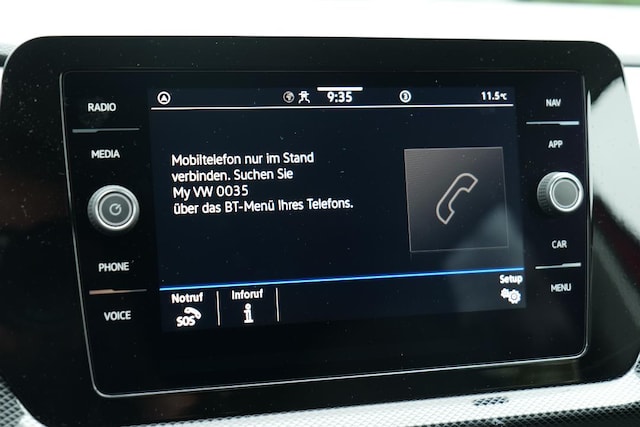 RADIO
MEDIA
PHONE
VOICE
9:35
11.5°C
Mobiltelefon nur im Stand
verbinden. Suchen Sie
My VW 0035
über das BT-Menü Ihres Telefons.
Notruf
SOS
Inforuf
i
Setup
NAV
APP
CAR
MENU